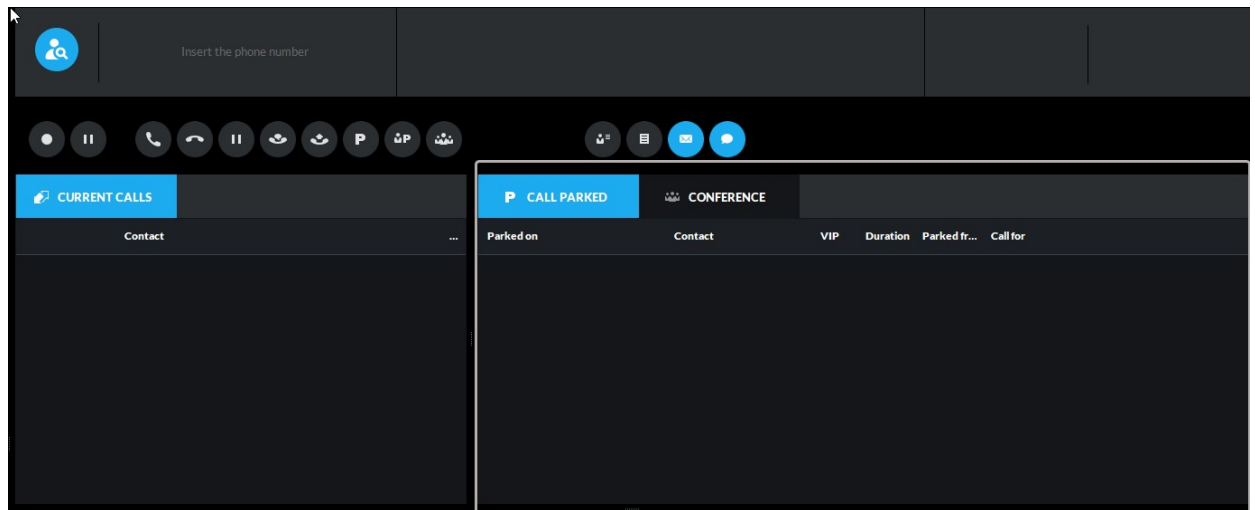 Insert the phone number
P
P
CURRENT CALLS
P CALL PARKED
CONFERENCE
Contact
...
Parked on
Contact
VIP
Duration
Parked fr...
Call for